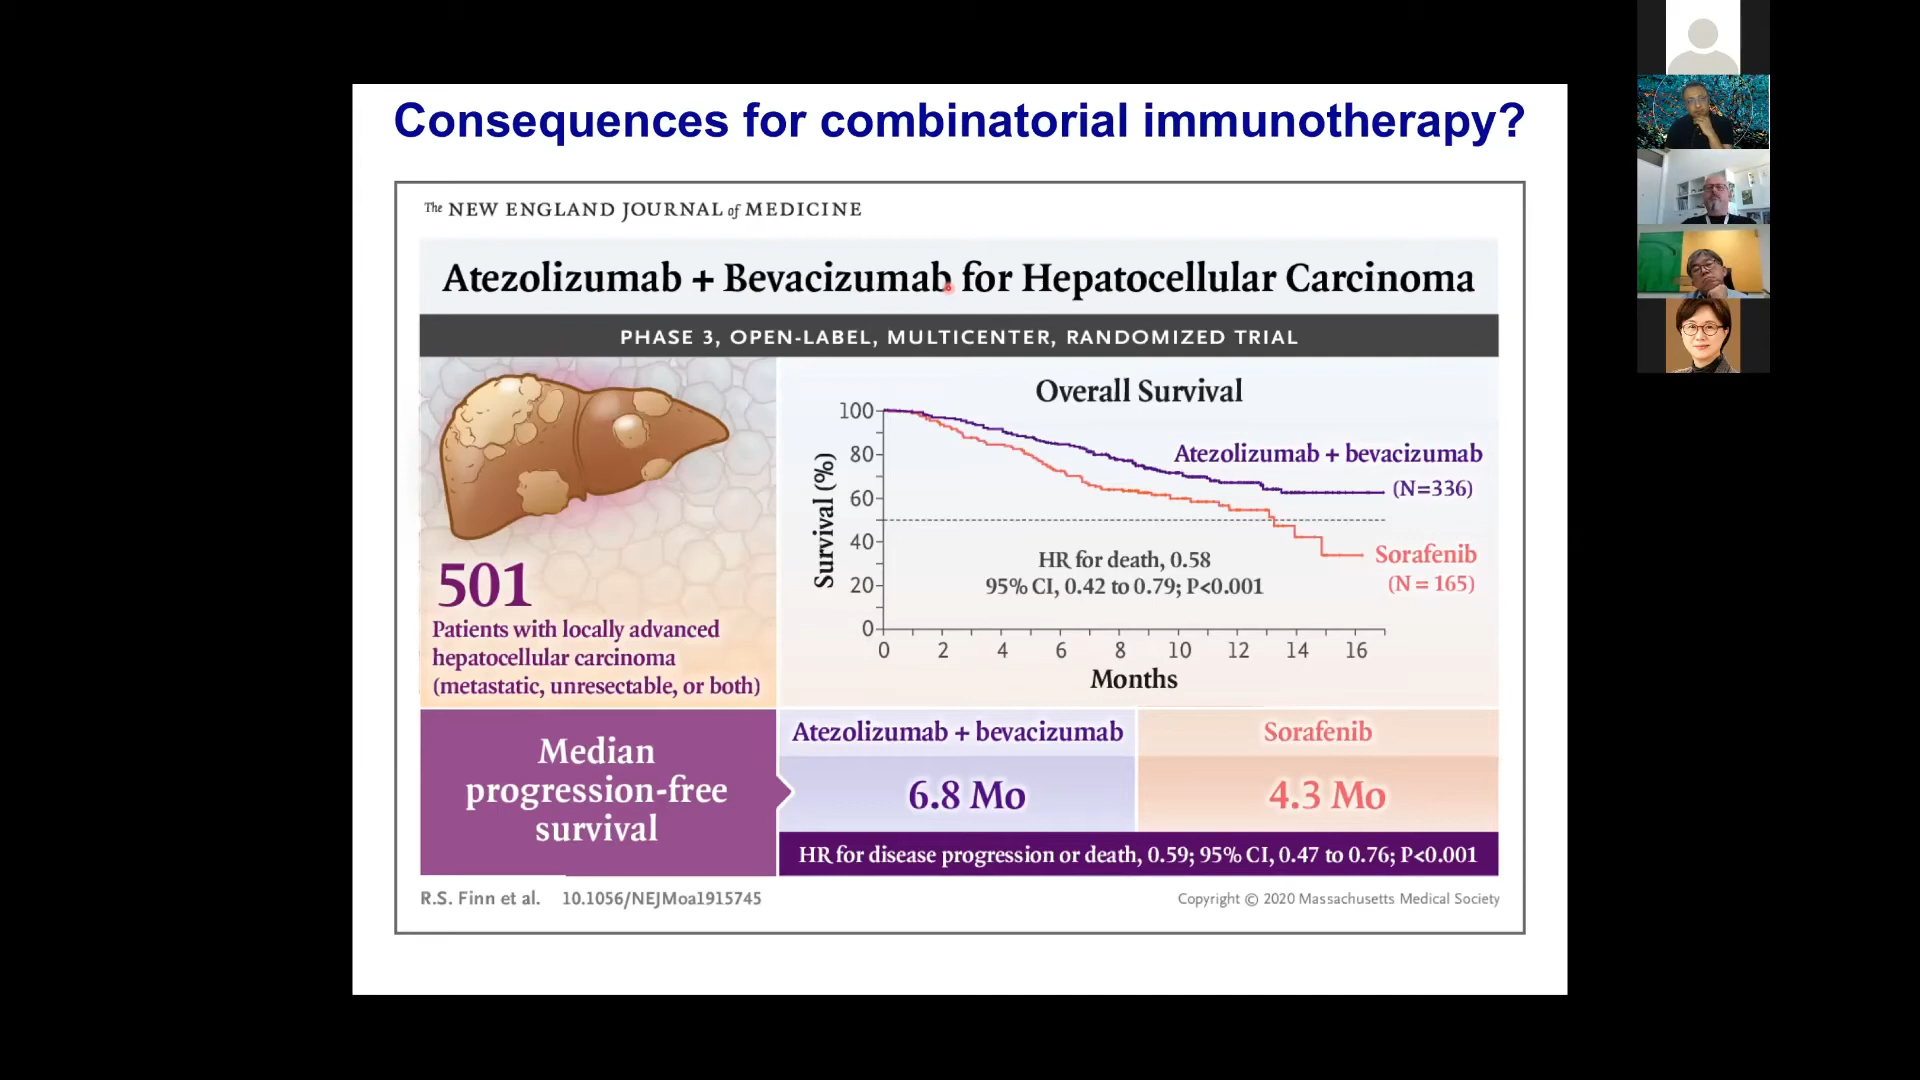 Consequences for combinatorial immunotherapy?
The NEW ENGLAND JOURNAL of MEDICINE
Atezolizumab + Bevacizumab for Hepatocellular Carcinoma
PHASE 3, OPEN-LABEL, MULTICENTER, RANDOMIZED TRIAL
501
Patients with locally advanced
hepatocellular carcinoma
(metastatic, unresectable, or both)
Overall Survival
Survival (%)
100
80
60
40
20
0
Atezolizumab + bevacizumab
(N=336)
HR for death, 0.58
95% CI, 0.42 to 0.79; P<0.001
Sorafenib
(N = 165)
0 2 4 6 8 10 12 14 16
Months
Median
progression-free
survival
Atezolizumab + bevacizumab
Sorafenib
6.8 Mo
4.3 Mo
HR for disease progression or death, 0.59; 95% CI, 0.47 to 0.76; P<0.001
R.S. Finn et al. 10.1056/NEJMoa1915745
Copyright © 2020 Massachusetts Medical Society